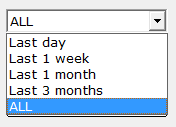 ALL
Last day
Last 1 week
Last 1 month
Last 3 months
ALL